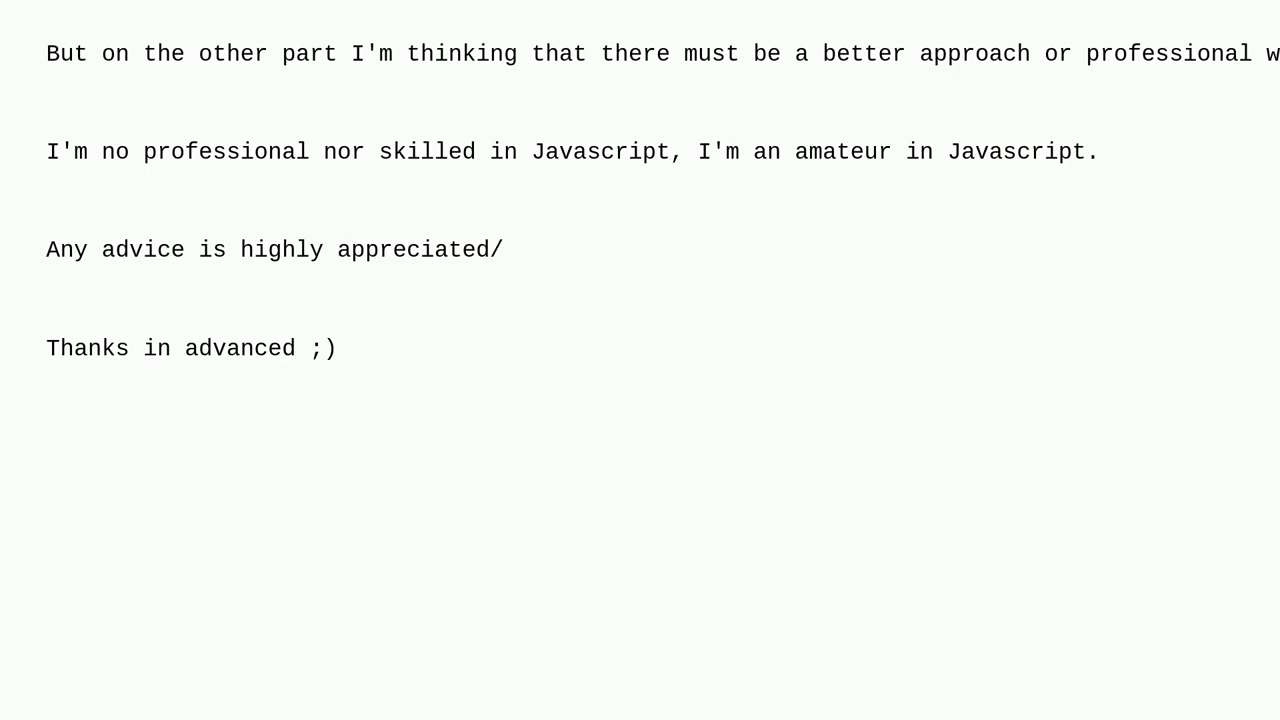 But on the other part I'm thinking that there must be a better approach or professional
I'm no professional nor skilled in Javascript, I'm an amateur in Javascript.
Any advice is highly appreciated/
Thanks in advanced ;)